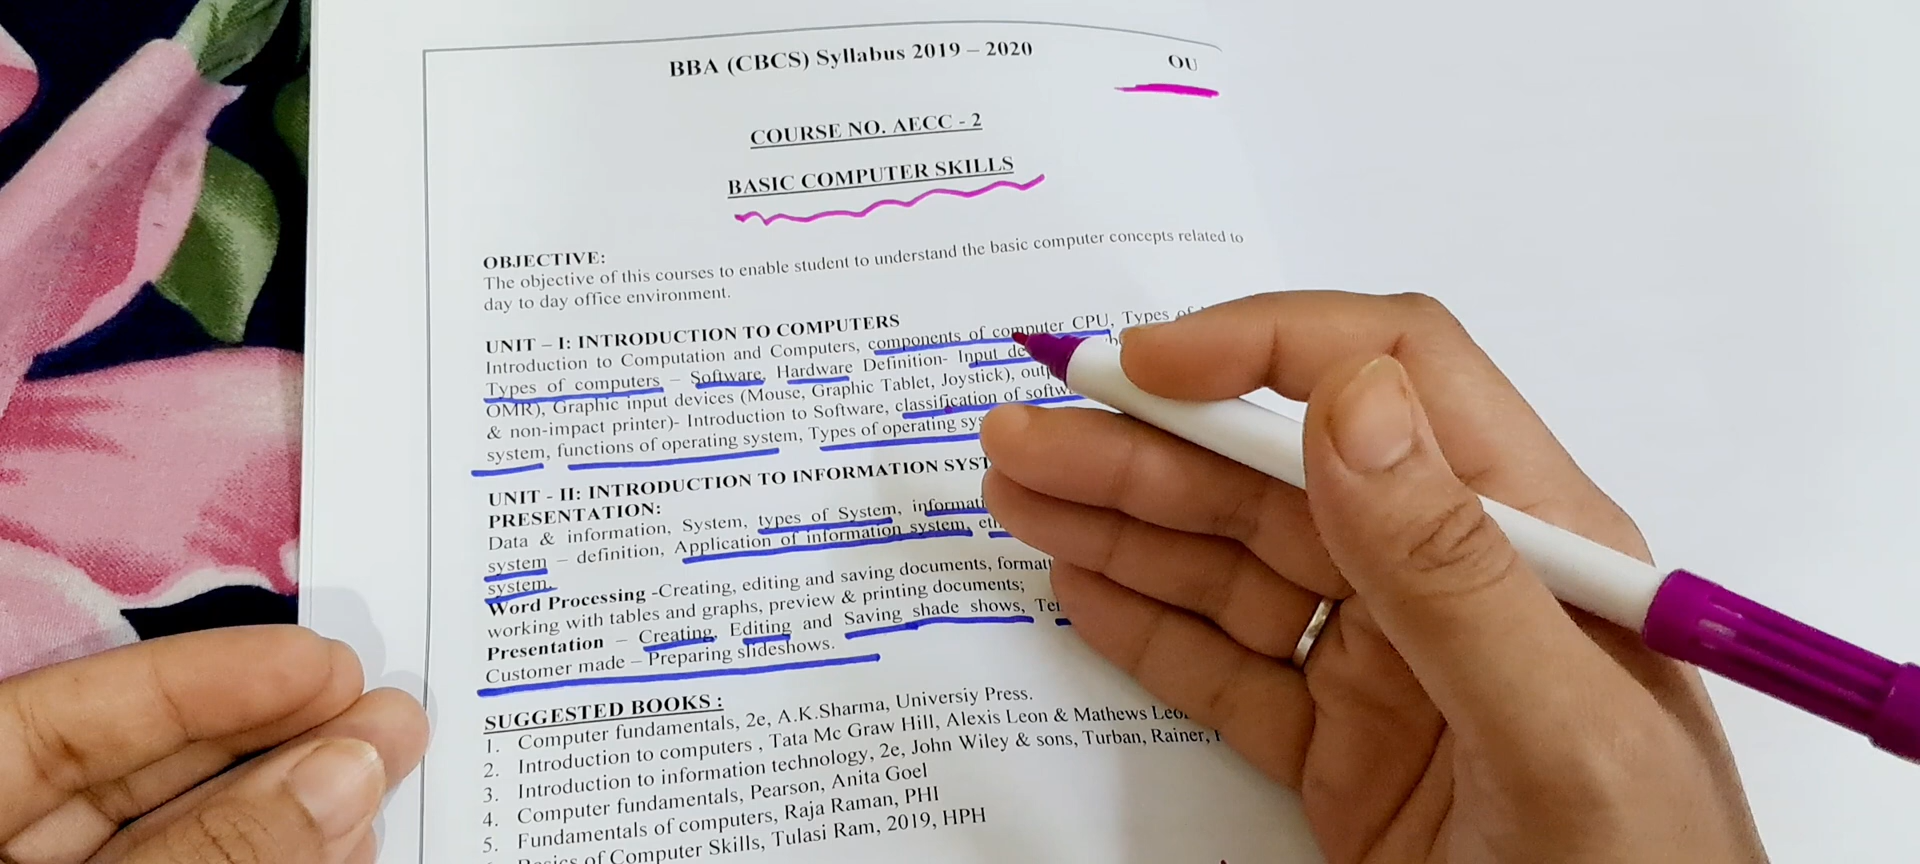 BBA (CBCS) Syllabus 2019 – 2020
OU
COURSE NO. AECC - 2
BASIC COMPUTER SKILLS
OBJECTIVE:
The objective of this courses to enable student to understand the basic computer concepts related to
day to day office environment.
UNIT – I: INTRODUCTION TO COMPUTERS
Introduction to Computation and Computers, components of computer CPU, Types of
Types of computers – Software, Hardware Definition- Input
OMR), Graphic input devices (Mouse, Graphic Tablet, Joystick),
& non-impact printer)- Introduction to Software, classification of
system, functions of operating system, Types of operating
UNIT - II: INTRODUCTION TO INFORMATION
PRESENTATION:
Data & information, System, types of System,
system – definition, Application of information system,
system.
Word Processing -Creating, editing and saving documents,
working with tables and graphs, preview & printing documents;
Presentation – Creating, Editing and Saving shade shows,
Customer made – Preparing slideshows.
SUGGESTED BOOKS :
1. Computer fundamentals, 2e, A.K.Sharma, Universiy Press.
2. Introduction to computers , Tata Mc Graw Hill, Alexis Leon & Mathews
3. Introduction to information technology, 2e, John Wiley & sons, Turban, Rainer,
4. Computer fundamentals, Pearson, Anita Goel
5. Fundamentals of computers, Raja Raman, PHI
of Computer Skills, Tulasi Ram, 2019, HPH